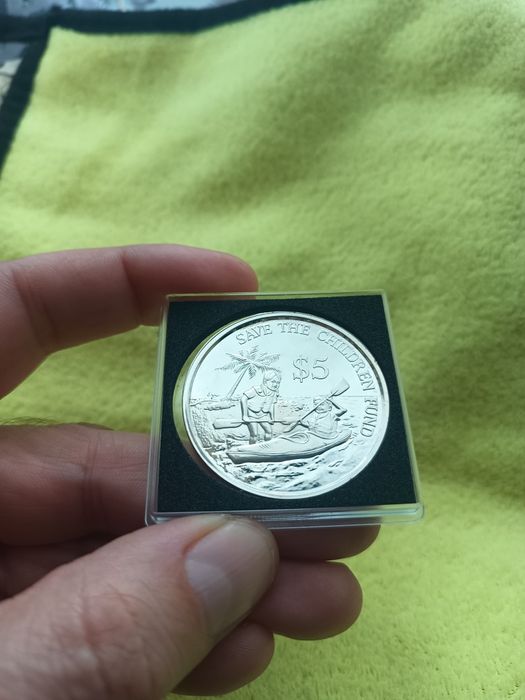 SAVE THE CHILDREN FUND
$5